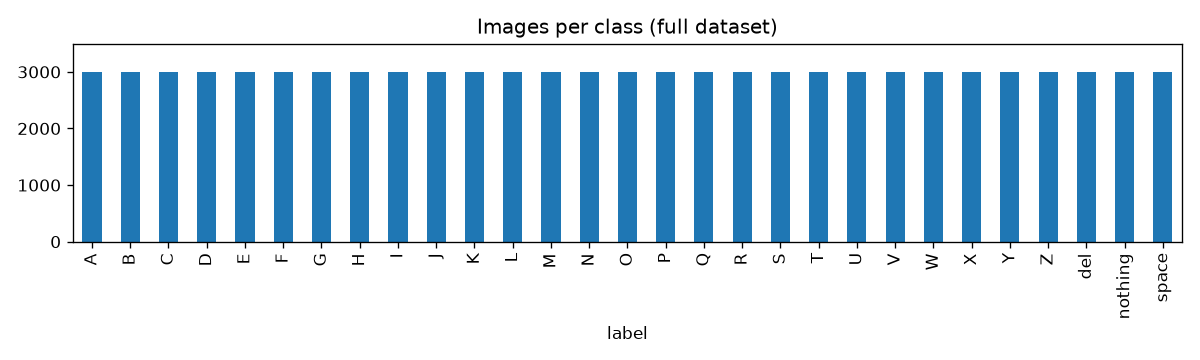 Images per class (full dataset)
3000
2000
1000
0
A B C D E F G H I J K L M N O P Q R S T U V W X Y Z del nothing space
label